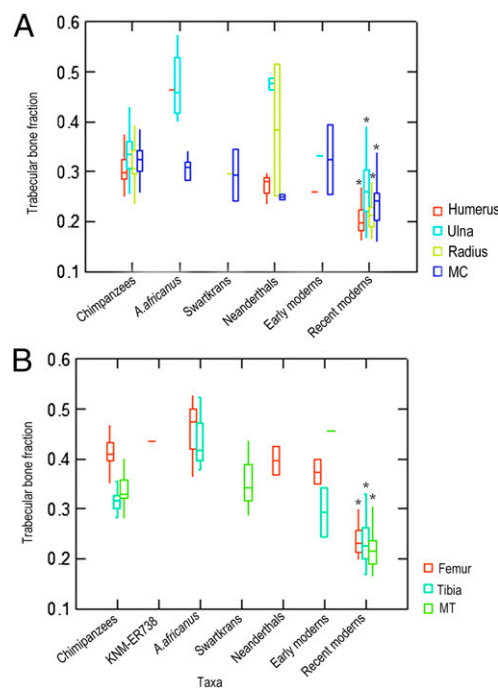 A
Trabecular bone fraction
0.6
0.5
0.4
0.3
0.2
0.1
* * * *
Chimpanzees
A.africanus
Swartkrans
Neanderthals
Early moderns
Recent moderns
Humerus
Ulna
Radius
MC
B
Trabecular bone fraction
0.6
0.5
0.4
0.3
0.2
0.1
* * *
Chimpanzees
KNM-ER738
A.africanus
Swartkrans
Neanderthals
Early moderns
Recent moderns
Taxa
Femur
Tibia
MT